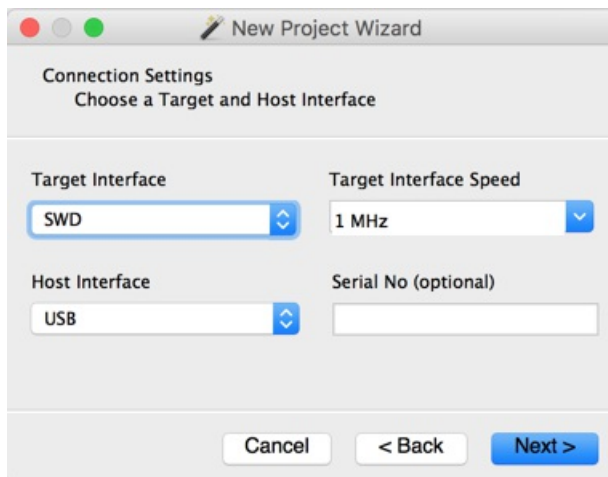 New Project Wizard
Connection Settings
Choose a Target and Host Interface
Target Interface
Target Interface Speed
SWD
1 MHz
Host Interface
Serial No (optional)
USB
Cancel
< Back
Next >